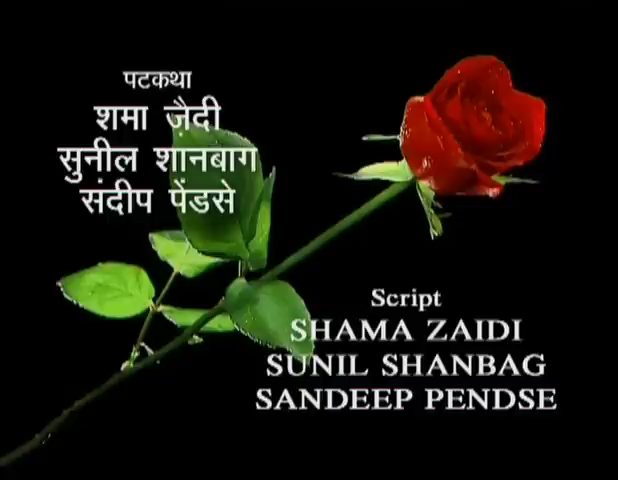 पटकथा
शमा ज़ैदी
सुनील शानबाग
संदीप पेंडसे
Script
SHAMA ZAIDI
SUNIL SHANBAG
SANDEEP PENDSE